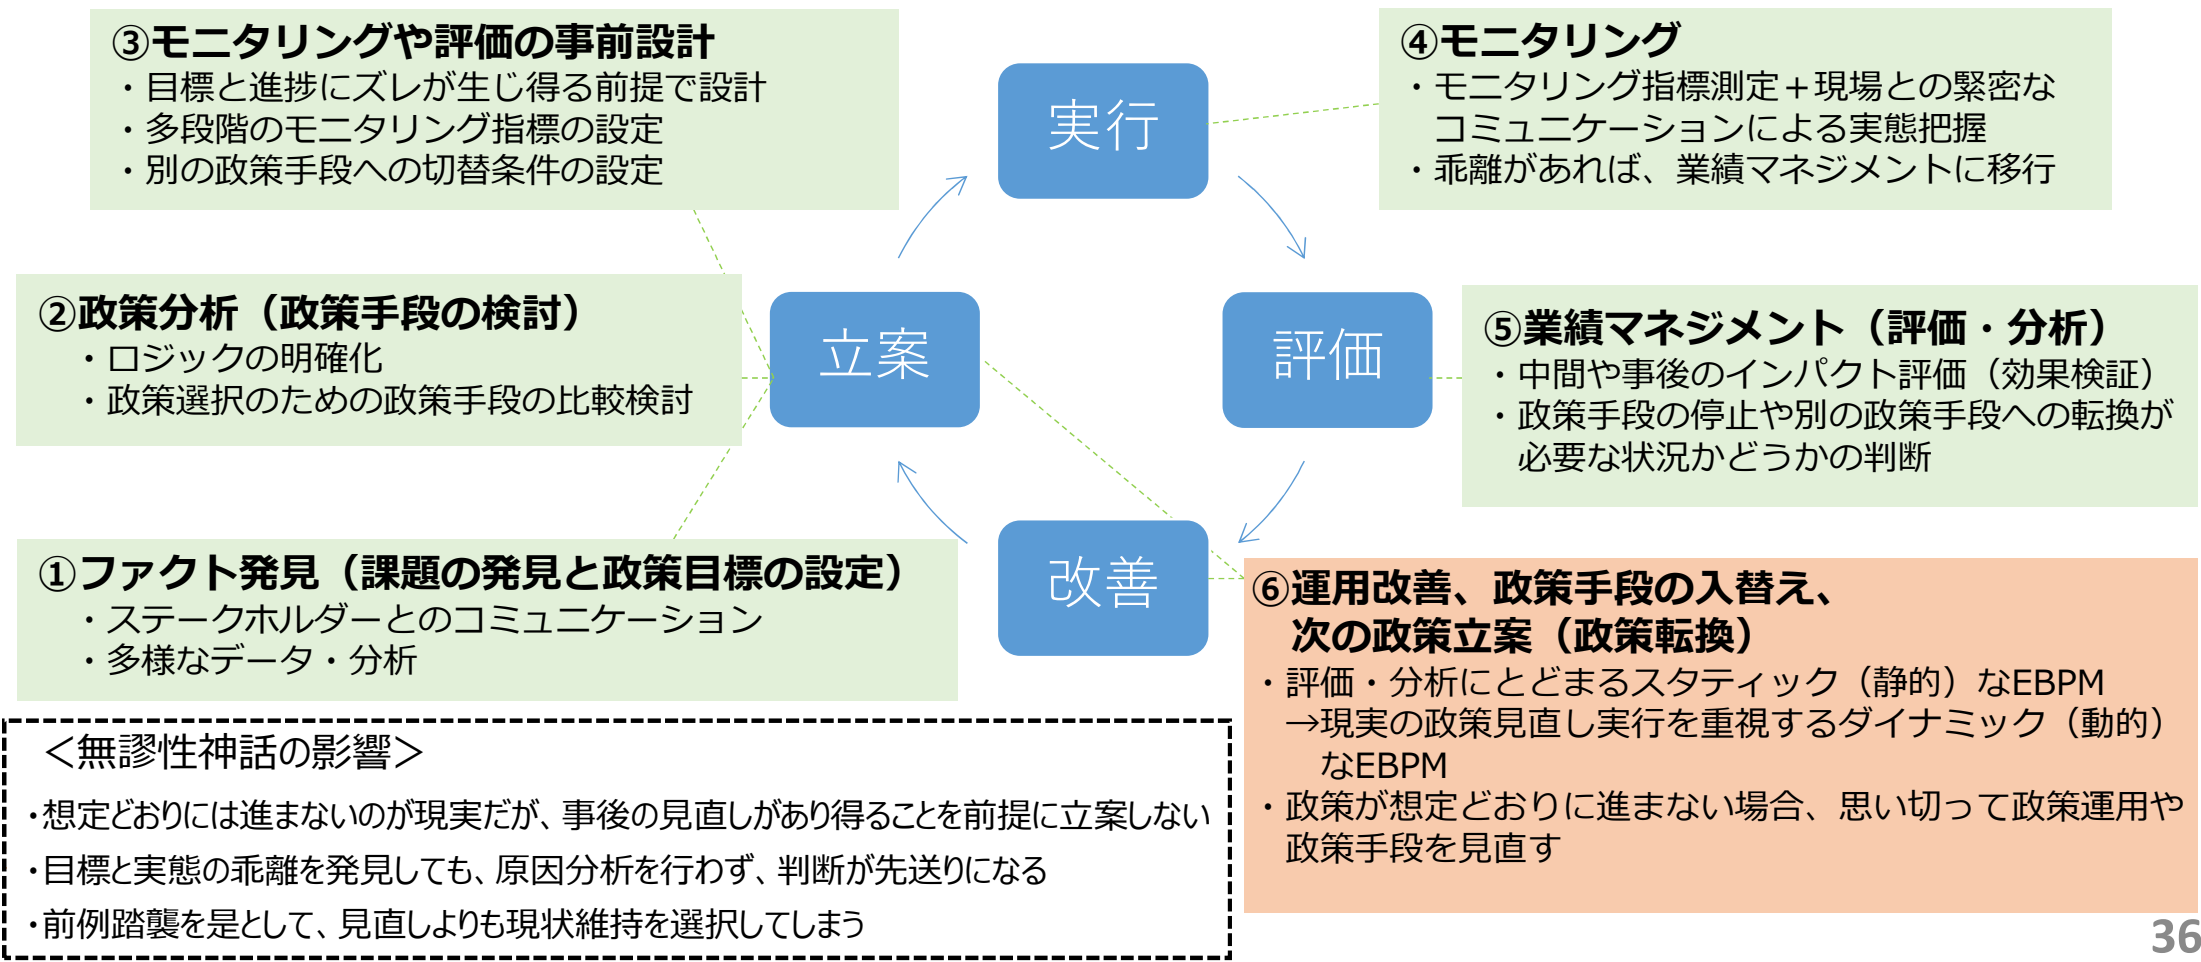 ③モニタリングや評価の事前設計
・目標と進捗にズレが生じ得る前提で設計
・多段階のモニタリング指標の設定
・別の政策手段への切替条件の設定
実行
④モニタリング
・モニタリング指標測定＋現場との緊密な
コミュニケーションによる実態把握
・乖離があれば、業績マネジメントに移行
②政策分析（政策手段の検討）
・ロジックの明確化
・政策選択のための政策手段の比較検討
立案
評価
⑤業績マネジメント（評価・分析）
・中間や事後のインパクト評価（効果検証）
・政策手段の停止や別の政策手段への転換が
必要な状況かどうかの判断
①ファクト発見（課題の発見と政策目標の設定）
・ステークホルダーとのコミュニケーション
・多様なデータ・分析
改善
⑥運用改善、政策手段の入替え、
次の政策立案（政策転換）
・評価・分析にとどまるスタティック（静的）なEBPM
→現実の政策見直し実行を重視するダイナミック（動的）
なEBPM
・政策が想定どおりに進まない場合、思い切って政策運用や
政策手段を見直す
＜無謬性神話の影響＞
・想定どおりには進まないのが現実だが、事後の見直しがあり得ることを前提に立案しない
・目標と実態の乖離を発見しても、原因分析を行わず、判断が先送りになる
・前例踏襲を是として、見直しよりも現状維持を選択してしまう
36